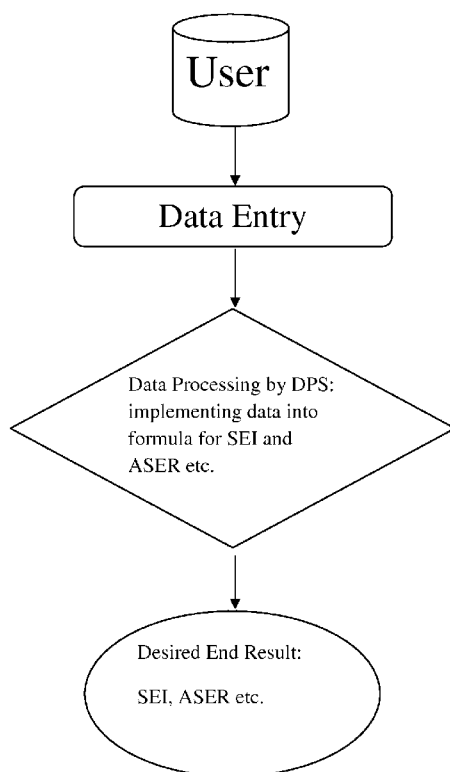 User
Data Entry
Data Processing by DPS:
implementing data into
formula for SEI and
ASER etc.
Desired End Result:
SEI, ASER etc.